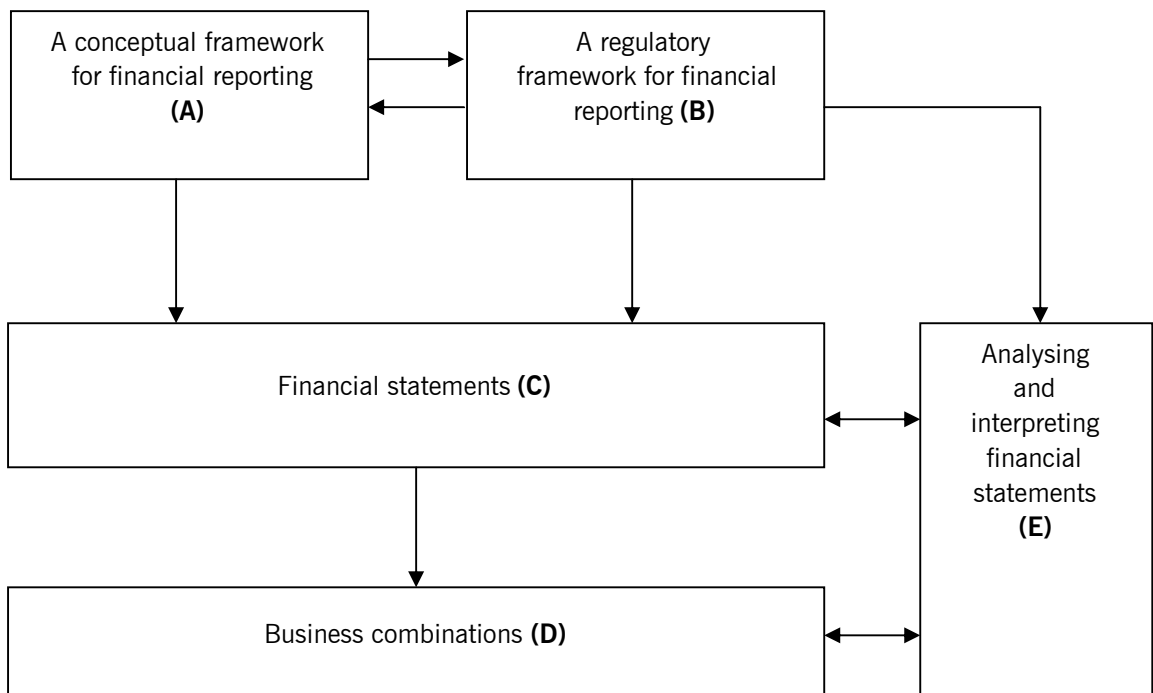 A conceptual framework
for financial reporting
(A)
A regulatory
framework for financial
reporting (B)
Financial statements (C)
Analysing
and
interpreting
financial
statements
(E)
Business combinations (D)